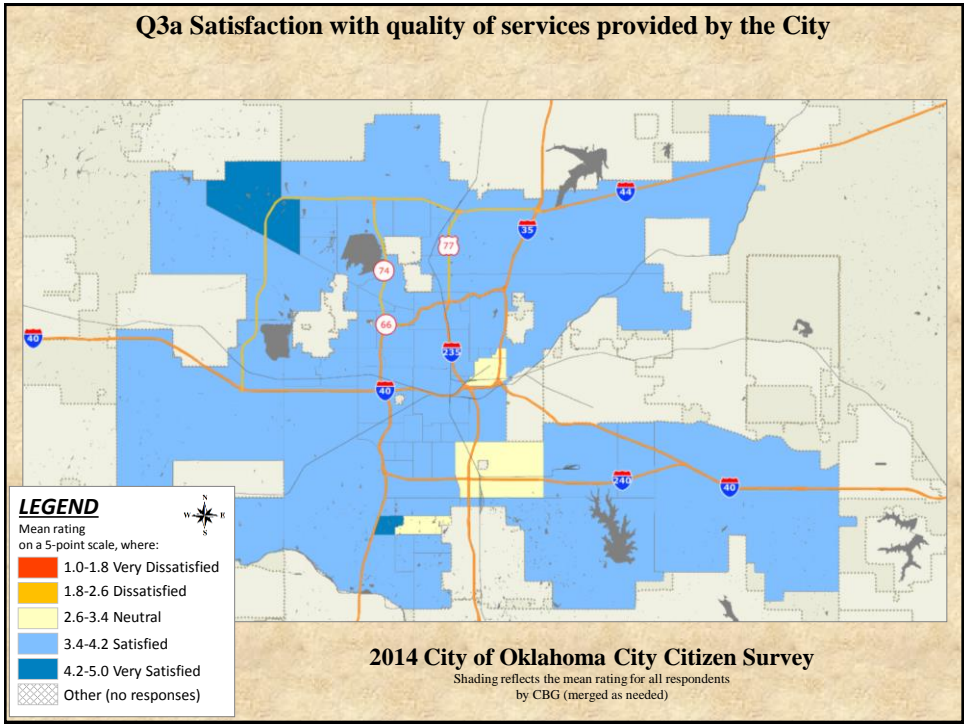 Q3a Satisfaction with quality of services provided by the City
44
35
77
74
66
40
235
40
240
40
LEGEND
N
W E
S
Mean rating
on a 5-point scale, where:
1.0-1.8 Very Dissatisfied
1.8-2.6 Dissatisfied
2.6-3.4 Neutral
3.4-4.2 Satisfied
4.2-5.0 Very Satisfied
Other (no responses)
2014 City of Oklahoma City Citizen Survey
Shading reflects the mean rating for all respondents
by CBG (merged as needed)